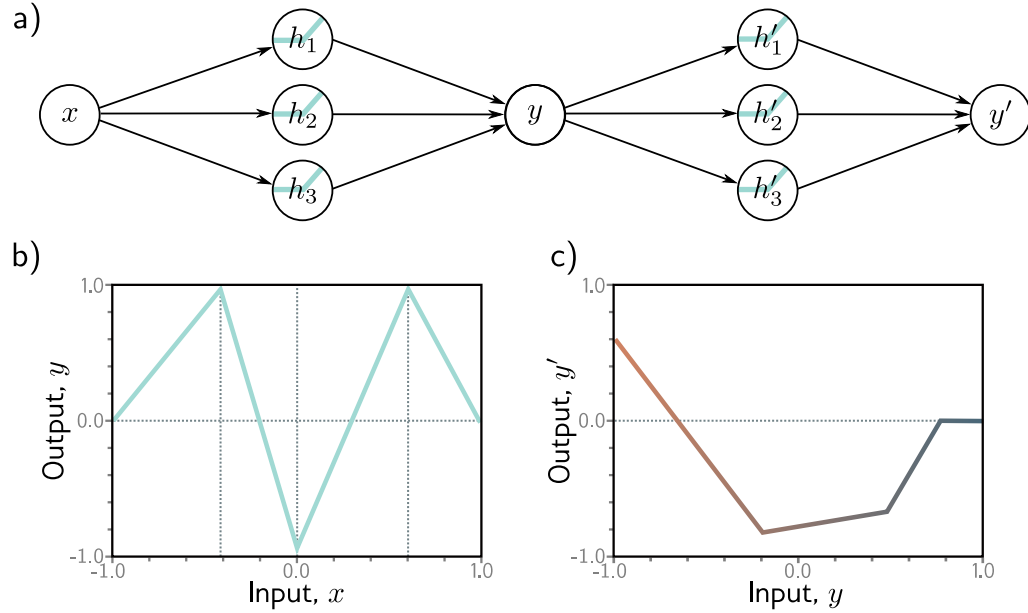 a)
h₁ h′₁
x h₂ y h′₂ y′
h₃ h′₃
b) c)
1.0 1.0
Output, y Output, y′
0.0 0.0
-1.0 -1.0
-1.0 0.0 1.0 -1.0 0.0 1.0
Input, x Input, y